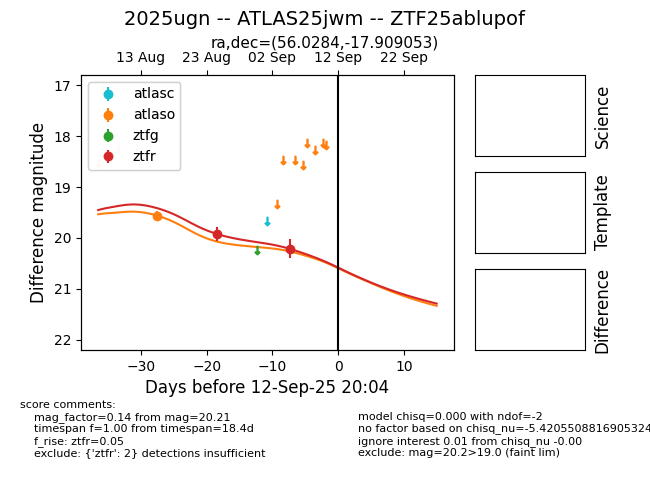 2025ugn -- ATLAS25jwm -- ZTF25ablupof
ra,dec=(56.0284,-17.909053)
13 Aug 23 Aug 02 Sep 12 Sep 22 Sep
atlasc
atlaso
ztfg
ztfr
17
18
19
20
21
22
Difference magnitude
−30 −20 −10 0 10
Days before 12-Sep-25 20:04
Science
Template
Difference
score comments:
mag_factor=0.14 from mag=20.21
timespan f=1.00 from timespan=18.4d
f_rise: ztfr=0.05
exclude: {'ztfr': 2} detections insufficient
model chisq=0.000 with ndof=-2
no factor based on chisq_nu=-5.4205508816905324
ignore interest 0.01 from chisq_nu -0.00
exclude: mag=20.2>19.0 (faint lim)